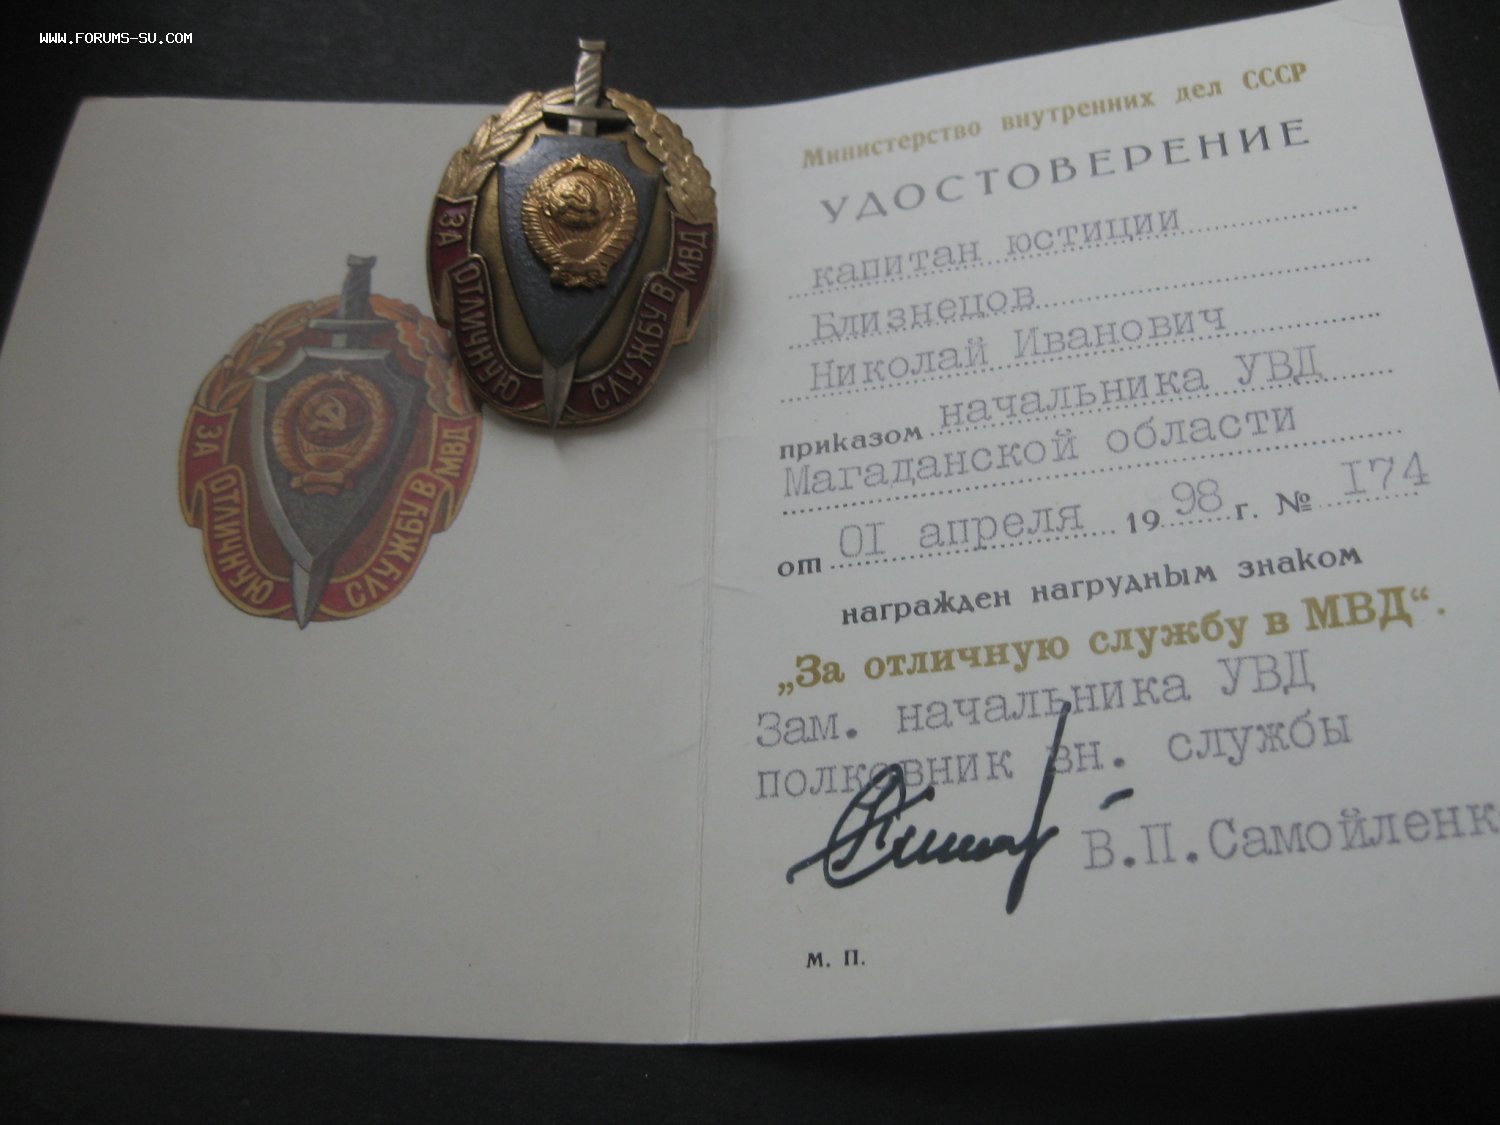 WWW.FORUMS-SU.COM
ЗА ОТЛИЧНУЮ СЛУЖБУ В МВД
ЗА ОТЛИЧНУЮ СЛУЖБУ В МВД
Министерство внутренних дел СССР
УДОСТОВЕРЕНИЕ
капитан юстиции
Близнецов
Николай Иванович
приказом начальника УВД
Магаданской области
от 01 апреля 1998 г. № 174
награжден нагрудным знаком
„За отличную службу в МВД“.
Зам. начальника УВД
полковник вн. службы
В.П.Самойленк
М. П.